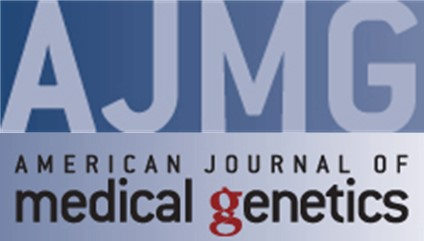 AJMG
AMERICAN JOURNAL OF
medical genetics